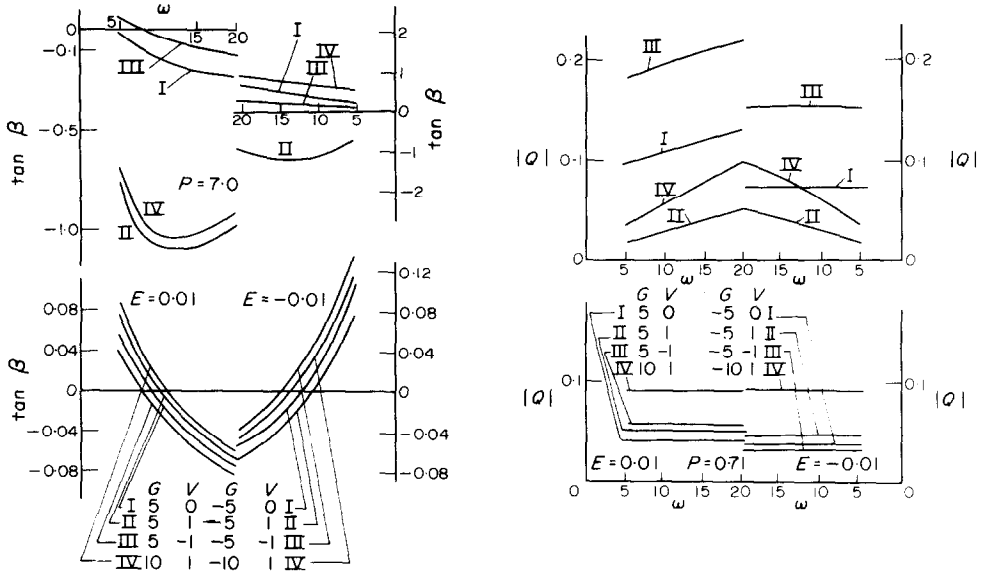 ω
0 5 15 20 2
-0·1
III I I III IV 1
tan β 20 15 10 5 0 tan β
-0·5 II -1
P = 7·0 -2
IV
II
-1·0
0·12
E = 0·01 E = -0·01
0·08 0·08
0·04 0·04
tan β 0 0
-0·04 -0·04
-0·08 -0·08
G V G V
I 5 0 -5 0 I
II 5 1 -5 1 II
III 5 -1 -5 -1 III
IV 10 1 -10 1 IV
III
0·2 0·2
III
I
|Q| 0·1 IV IV I 0·1 |Q|
II II
0 0
5 10 15 20 15 10 5
ω ω
G V G V
I 5 0 -5 0 I
II 5 1 -5 1 II
III 5 -1 -5 -1 III
IV 10 1 -10 1 IV
0·1 0·1
|Q| |Q|
E = 0·01 P = 0·71 E = -0·01
0 5 10 15 20 15 10 5 0
ω ω